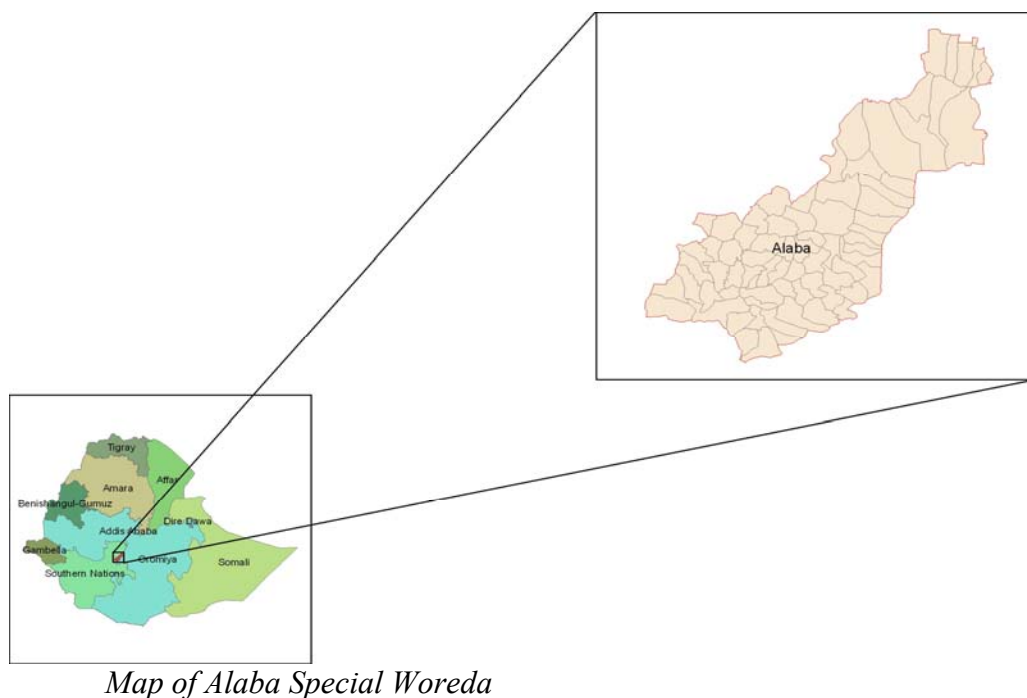 Alaba
Tigray
Affar
Amara
Benishangul-Gumuz
Dire Dawa
Addis Ababa
Gambella
Oromiya
Somali
Southern Nations
Map of Alaba Special Woreda